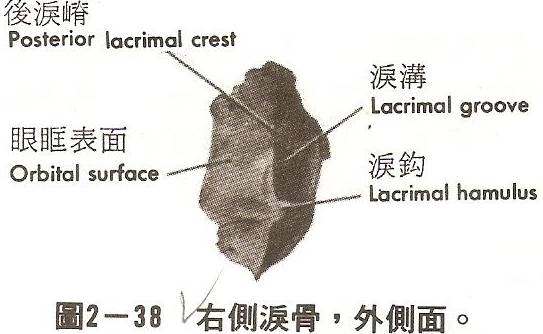 後淚嵴
Posterior lacrimal crest
淚溝
Lacrimal groove
眼眶表面
Orbital surface
淚鈎
Lacrimal hamulus
圖2－38 右側淚骨，外側面。